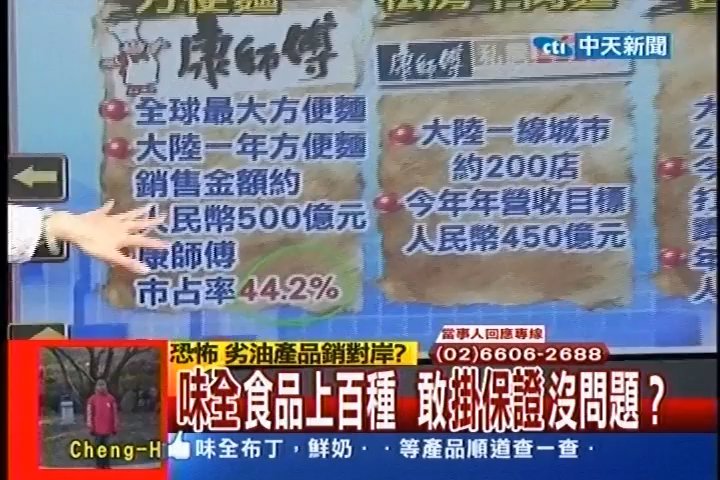 方便麵
康師傅
全球最大方便麵
大陸一年方便麵
銷售金額約
人民幣500億元
康師傅
市占率44.2%
康師傅
大陸一線城市
約200店
今年年營收目標
人民幣450億元
cti 中天新聞
當事人回應專線
(02)6606-2688
恐怖 劣油產品銷對岸?
味全食品上百種 敢掛保證沒問題?
Cheng-H
味全布丁,鮮奶··等產品順道查一查·